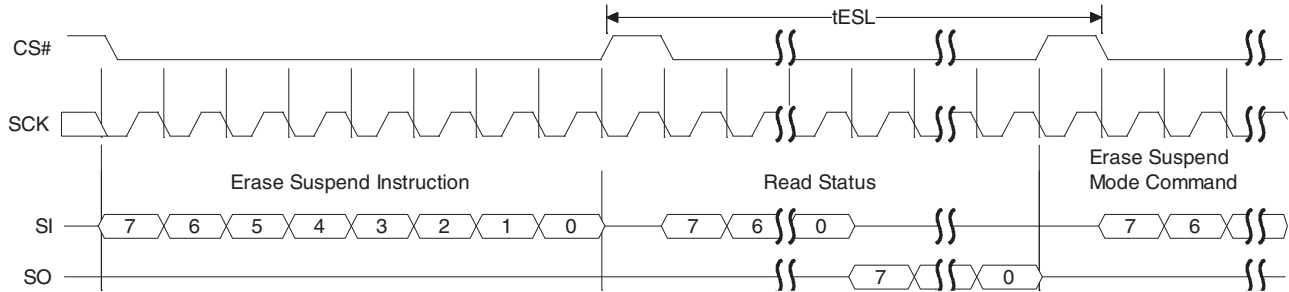 tESL
CS#
SCK
Erase Suspend Instruction
Read Status
Erase Suspend
Mode Command
SI 7 6 5 4 3 2 1 0 7 6 0 7 6
SO 7 0